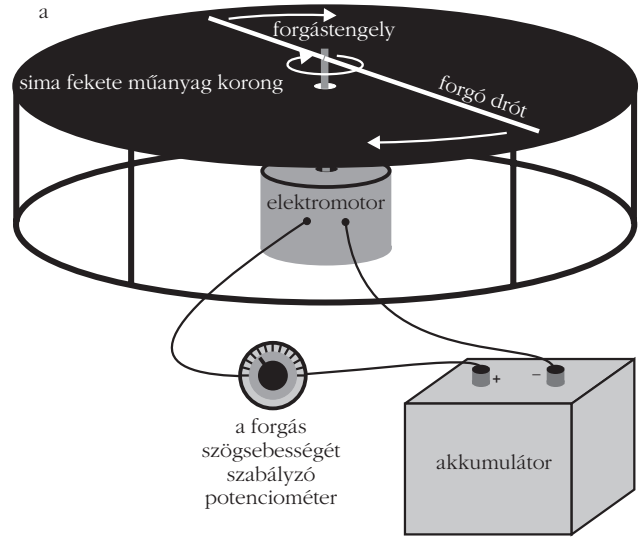 a
forgástengely
sima fekete műanyag korong
forgó drót
elektromotor
+ −
a forgás
szögsebességét
szabályzó
potenciométer
akkumulátor